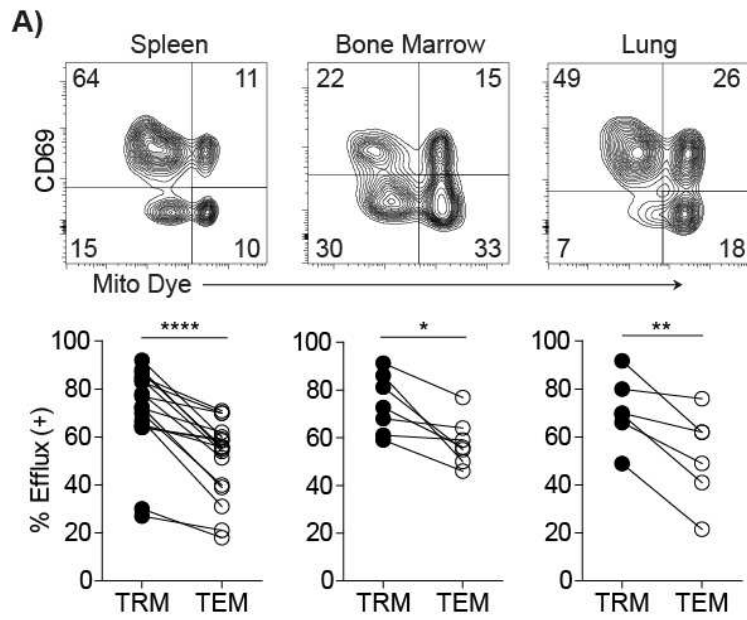 A)
Spleen Bone Marrow Lung
64 11 22 15 49 26
CD69
15 10 30 33 7 18
Mito Dye
**** * **
100 100 100
80 80 80
60 60 60
40 40 40
20 20 20
0 0 0
% Efflux (+)
TRM TEM TRM TEM TRM TEM